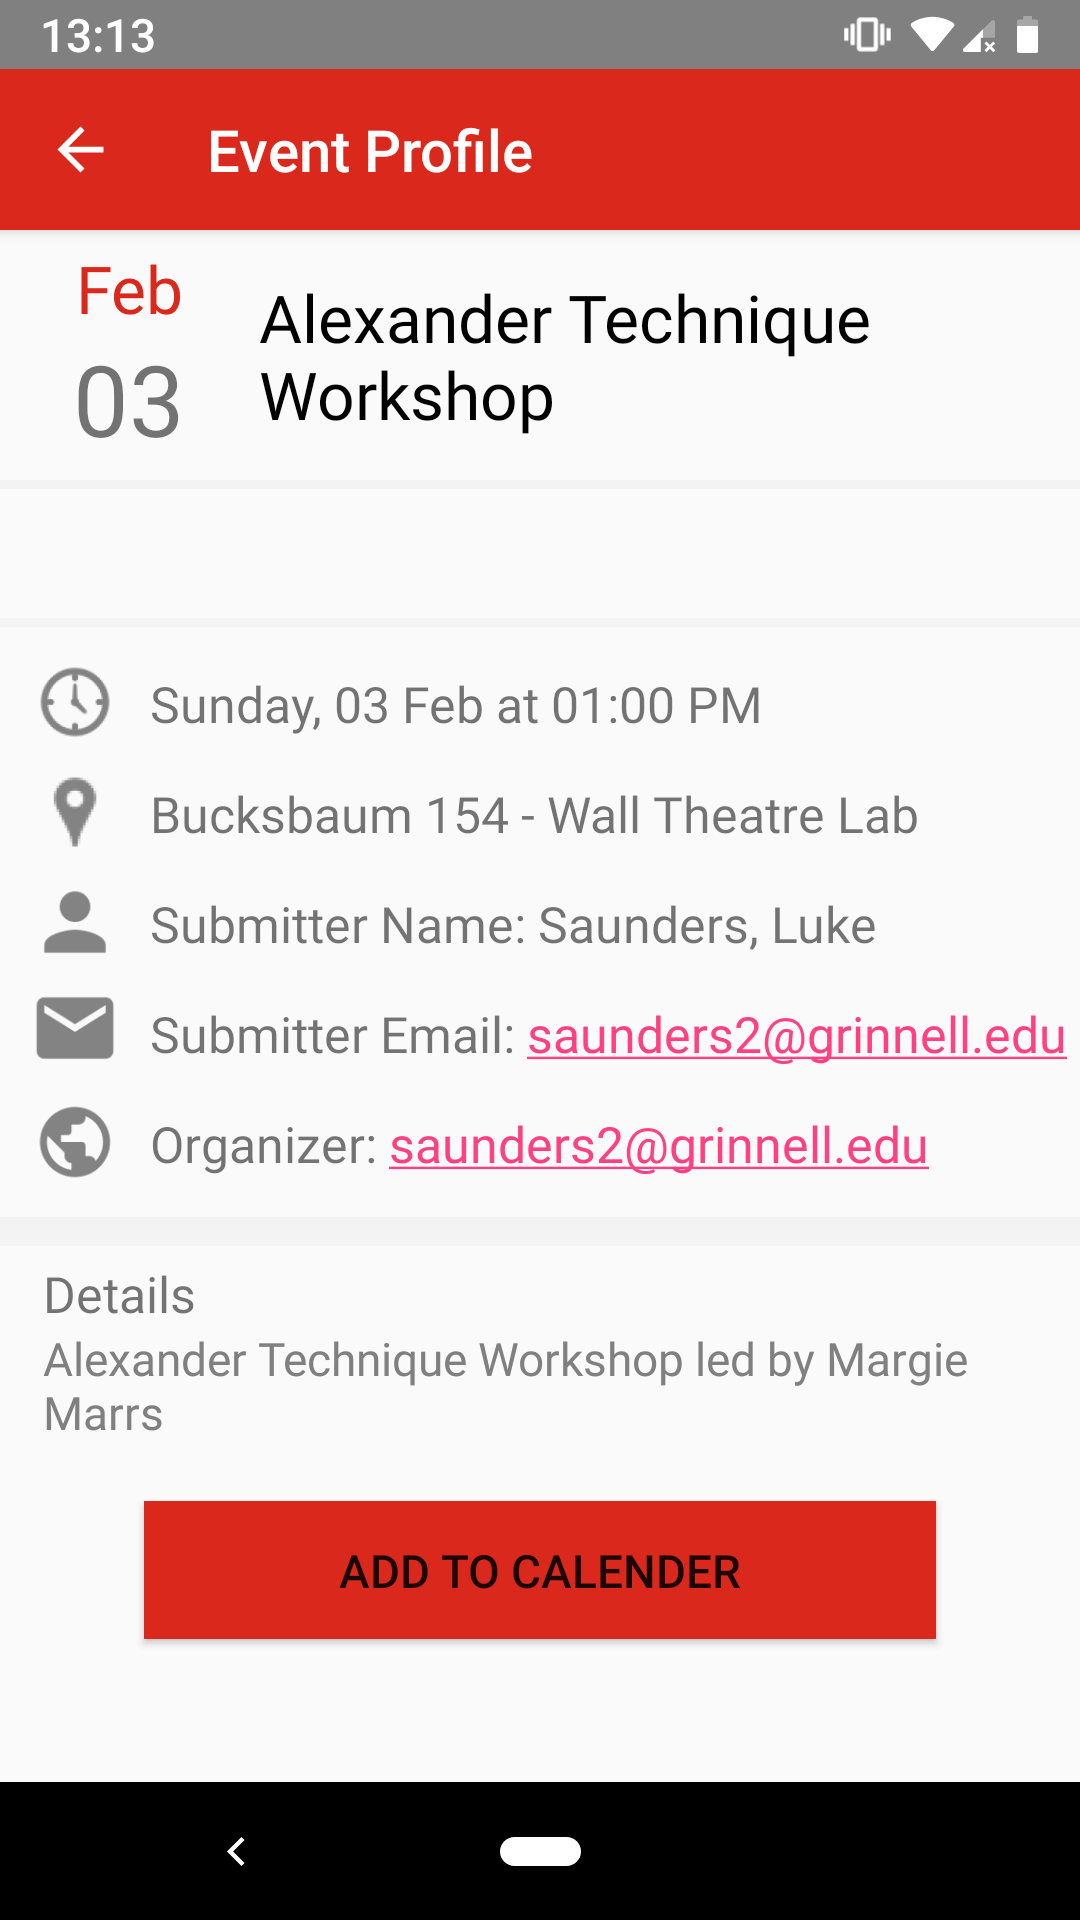 13:13
Event Profile
Feb
03
Alexander Technique
Workshop
Sunday, 03 Feb at 01:00 PM
Bucksbaum 154 - Wall Theatre Lab
Submitter Name: Saunders, Luke
Submitter Email: saunders2@grinnell.edu
Organizer: saunders2@grinnell.edu
Details
Alexander Technique Workshop led by Margie
Marrs
ADD TO CALENDER